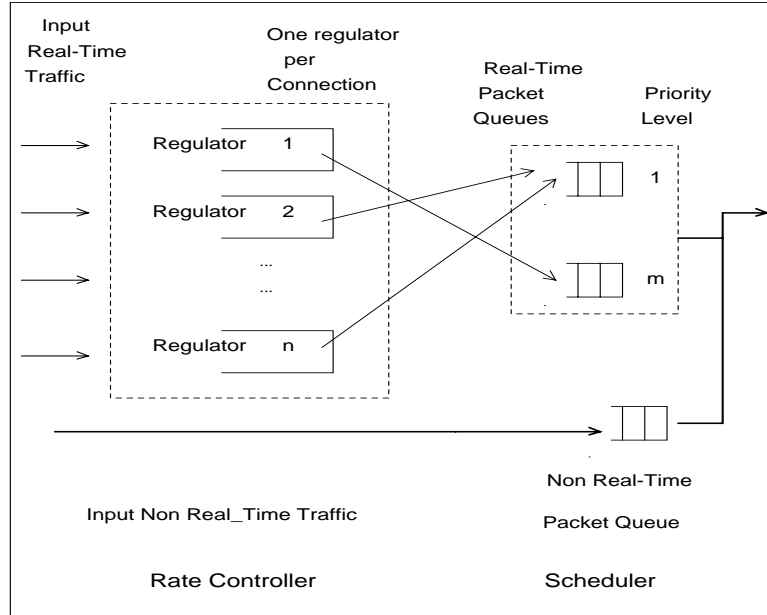 Input
Real-Time
Traffic
One regulator
per
Connection
Real-Time
Packet
Queues
Priority
Level
Regulator 1
Regulator 2
...
...
Regulator n
1
m
Non Real-Time
Packet Queue
Input Non Real_Time Traffic
Rate Controller
Scheduler